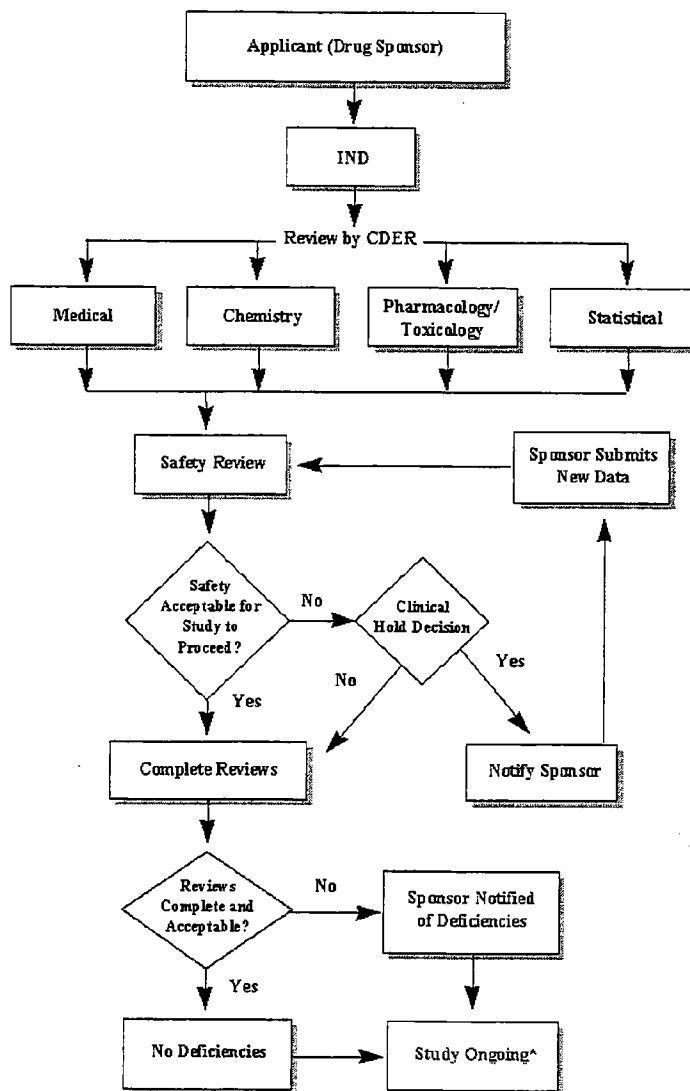 Applicant (Drug Sponsor)
IND
Review by CDER
Medical
Chemistry
Pharmacology/
Toxicology
Statistical
Safety Review
Sponsor Submits
New Data
Safety
Acceptable for
Study to
Proceed?
No
Clinical
Hold Decision
Yes
No
Yes
Complete Reviews
Notify Sponsor
Reviews
Complete and
Acceptable?
No
Sponsor Notified
of Deficiencies
Yes
No Deficiencies
Study Ongoing^